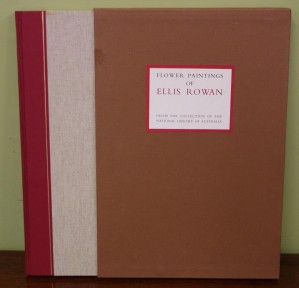 FLOWER PAINTINGS
OF
ELLIS ROWAN
FROM THE COLLECTION OF THE
NATIONAL LIBRARY OF AUSTRALIA